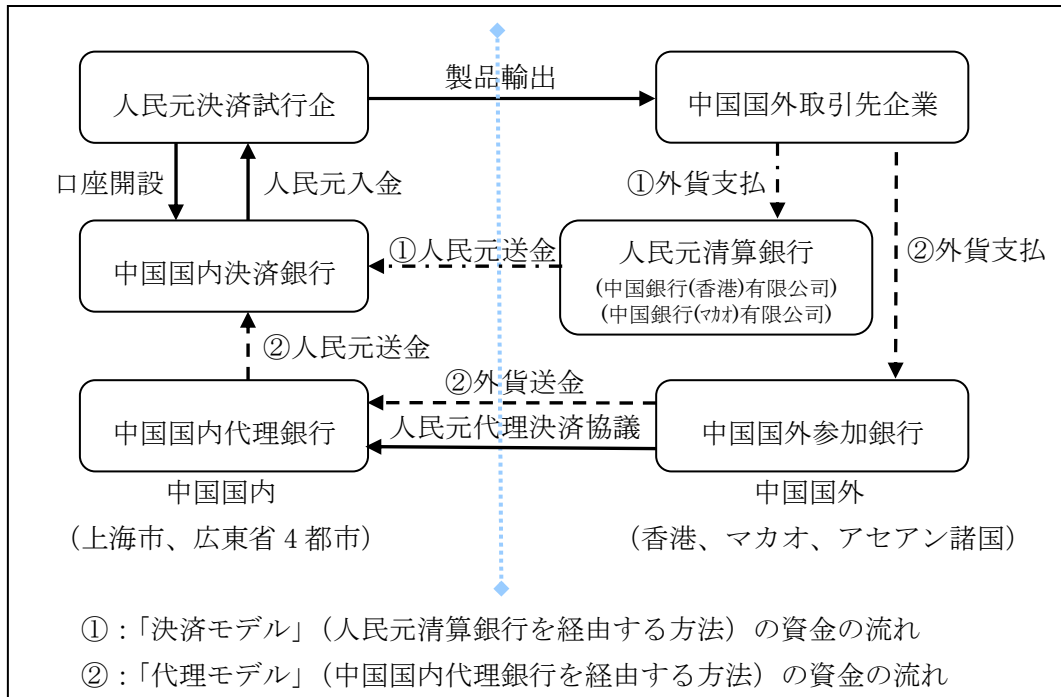 製品輸出
人民元決済試行企
中国国外取引先企業
口座開設
人民元入金
①外貨支払
②外貨支払
①人民元送金
中国国内決済銀行
人民元清算銀行
(中国銀行(香港)有限公司)
(中国銀行(ﾏｶｵ)有限公司)
②人民元送金
②外貨送金
中国国内代理銀行
人民元代理決済協議
中国国外参加銀行
中国国内
中国国外
（上海市、広東省 4 都市）
（香港、マカオ、アセアン諸国）
①：「決済モデル」（人民元清算銀行を経由する方法）の資金の流れ
②：「代理モデル」（中国国内代理銀行を経由する方法）の資金の流れ